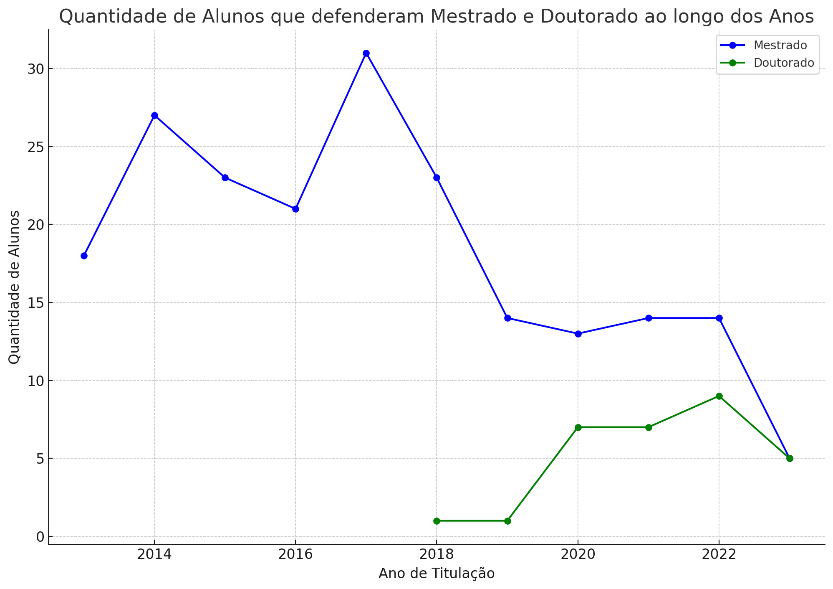 Quantidade de Alunos que defenderam Mestrado e Doutorado ao longo dos Anos
Mestrado
Doutorado
30
25
20
15
10
5
0
Quantidade de Alunos
2014 2016 2018 2020 2022
Ano de Titulação